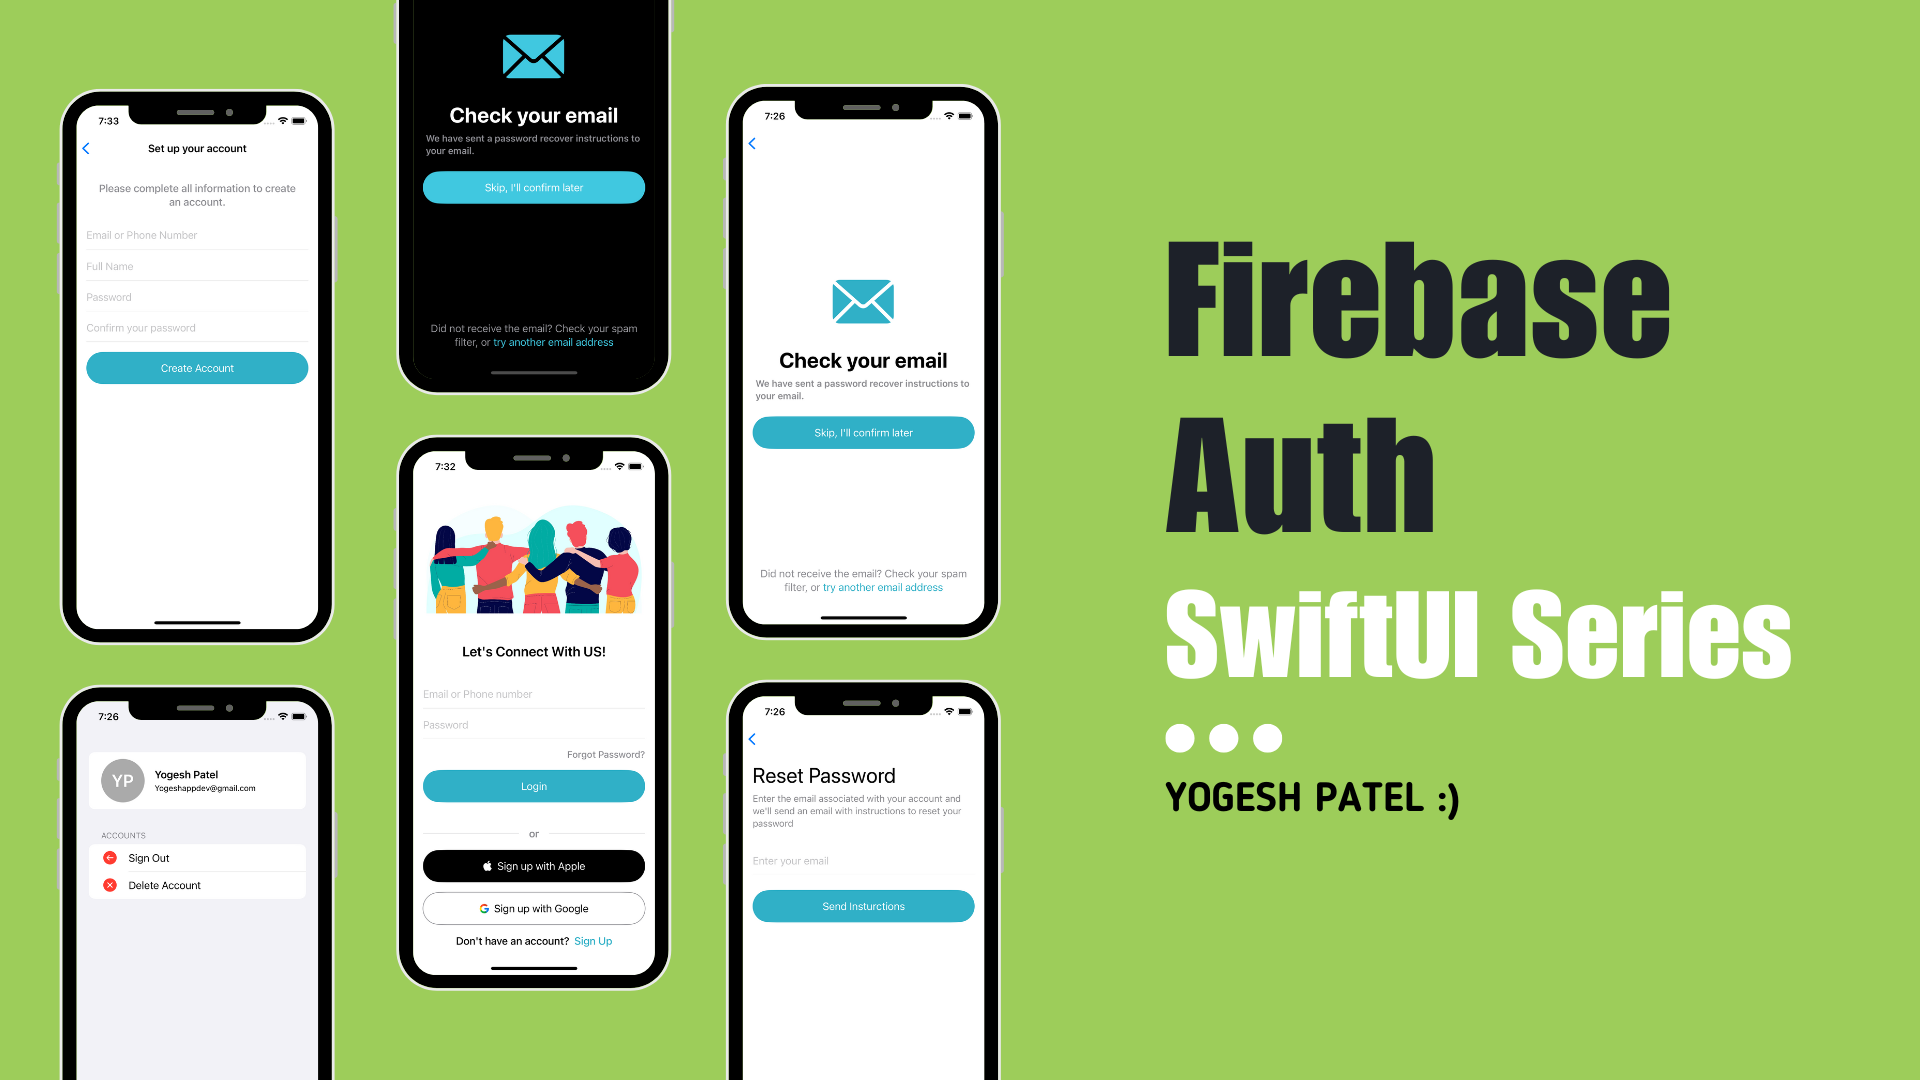 7:33
Set up your account
Please complete all information to create
an account.
Email or Phone Number
Full Name
Password
Confirm your password
Create Account
7:26
YP
Yogesh Patel
Yogeshappdev@gmail.com
ACCOUNTS
Sign Out
Delete Account
Check your email
We have sent a password recover instructions to
your email.
Skip, I'll confirm later
Did not receive the email? Check your spam
filter, or try another email address
7:32
Let's Connect With US!
Email or Phone number
Password
Forgot Password?
Login
or
Sign up with Apple
Sign up with Google
Don't have an account? Sign Up
7:26
Check your email
We have sent a password recover instructions to
your email.
Skip, I'll confirm later
Did not receive the email? Check your spam
filter, or try another email address
7:26
Reset Password
Enter the email associated with your account and
we'll send an email with instructions to reset your
password
Enter your email
Send Insturctions
Firebase
Auth
SwiftUI Series
YOGESH PATEL :)